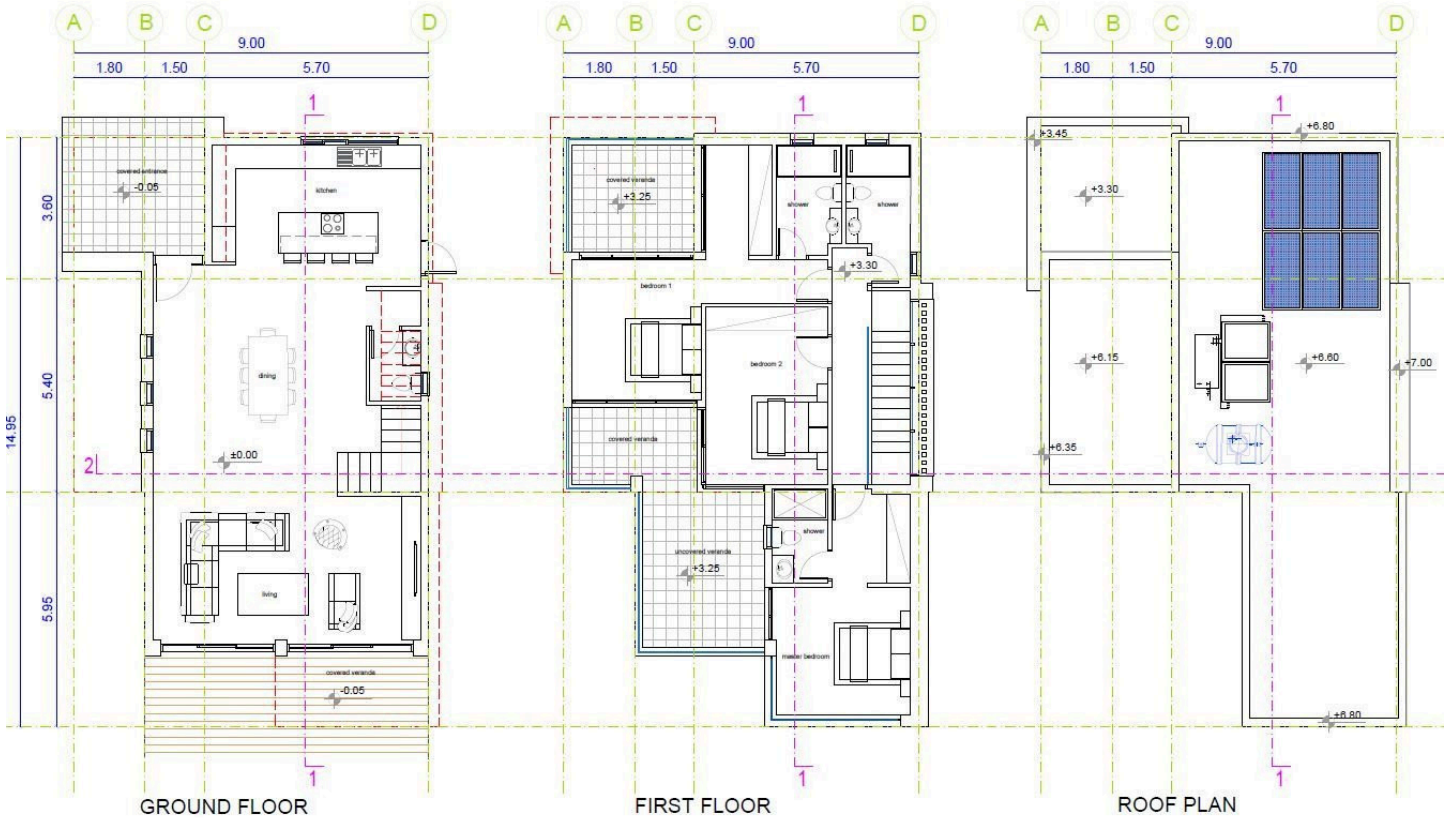 A B C D
9.00
1.80 1.50 5.70
1
covered entrance
-0.05
kitchen
3.60
5.40
14.95
dining
±0.00
2
5.95
living
covered veranda
-0.05
1
GROUND FLOOR
A B C D
9.00
1.80 1.50 5.70
1
covered veranda
+3.25
shower
shower
+3.30
bedroom 1
bedroom 2
covered veranda
uncovered veranda
+3.25
shower
master bedroom
1
FIRST FLOOR
A B C D
9.00
1.80 1.50 5.70
1
+3.45
+6.80
+3.30
+6.15
+6.60
+7.00
+6.35
+6.80
1
ROOF PLAN